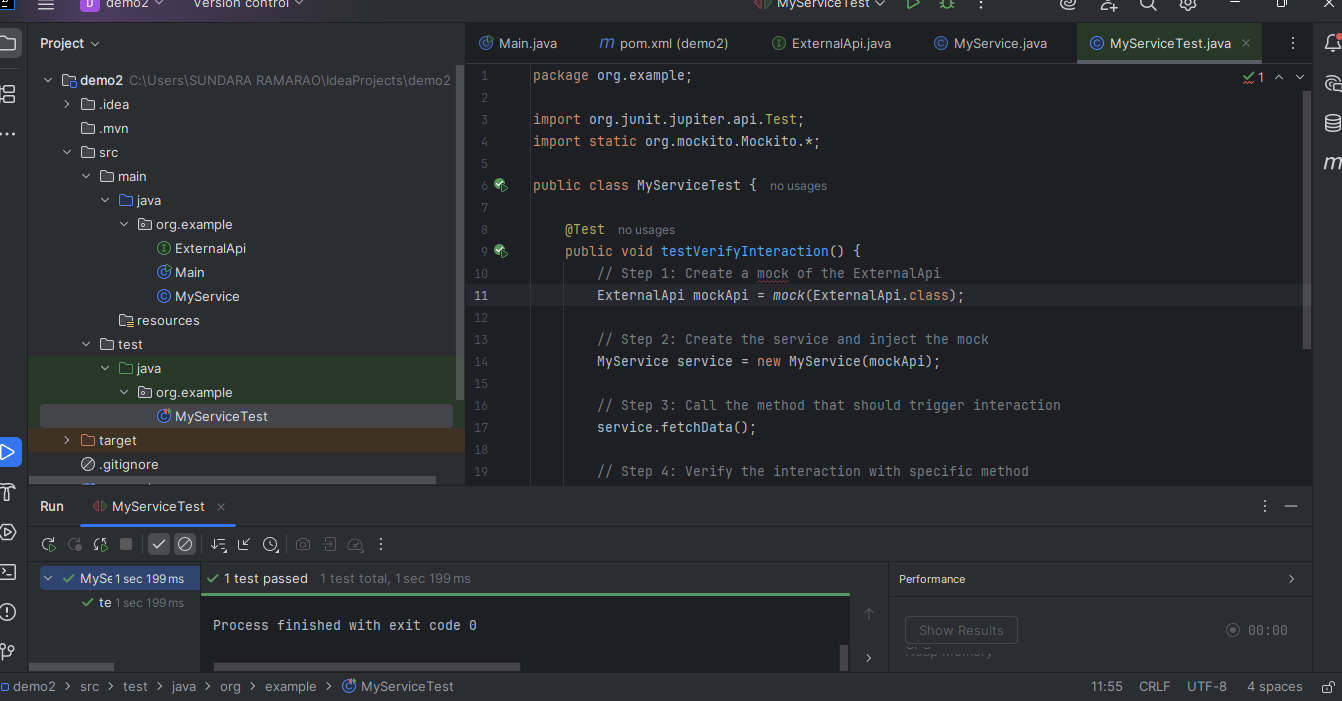 D demo2 Version control MyServiceTest
Project
Main.java
pom.xml (demo2)
ExternalApi.java
MyService.java
MyServiceTest.java
demo2 C:\Users\SUNDARA RAMARAO\IdeaProjects\demo2
.idea
.mvn
src
main
java
org.example
ExternalApi
Main
MyService
resources
test
java
org.example
MyServiceTest
target
.gitignore
1 package org.example;
2
3 import org.junit.jupiter.api.Test;
4 import static org.mockito.Mockito.*;
5
6 public class MyServiceTest { no usages
7
8 @Test no usages
9 public void testVerifyInteraction() {
10 // Step 1: Create a mock of the ExternalApi
11 ExternalApi mockApi = mock(ExternalApi.class);
12
13 // Step 2: Create the service and inject the mock
14 MyService service = new MyService(mockApi);
15
16 // Step 3: Call the method that should trigger interaction
17 service.fetchData();
18
19 // Step 4: Verify the interaction with specific method
1
Run MyServiceTest
MySe 1 sec 199 ms
te 1 sec 199 ms
1 test passed 1 test total, 1 sec 199 ms
Process finished with exit code 0
Performance
Show Results
00:00
Heap Memory
demo2 > src > test > java > org > example > MyServiceTest
11:55 CRLF UTF-8 4 spaces